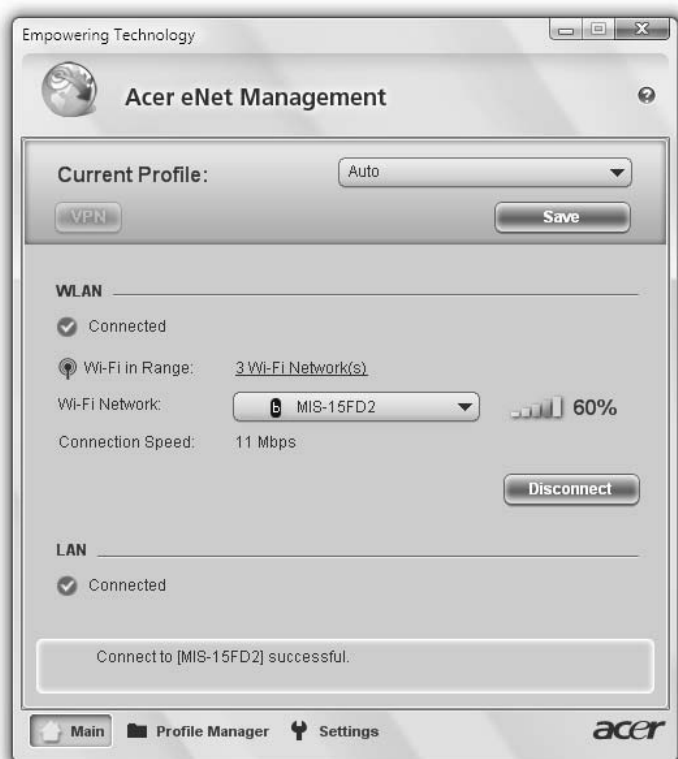 Empowering Technology
Acer eNet Management
Current Profile: Auto
VPN Save
WLAN
Connected
Wi-Fi in Range: 3 Wi-Fi Network(s)
Wi-Fi Network: b MIS-15FD2 60%
Connection Speed: 11 Mbps
Disconnect
LAN
Connected
Connect to [MIS-15FD2] successful.
Main Profile Manager Settings acer